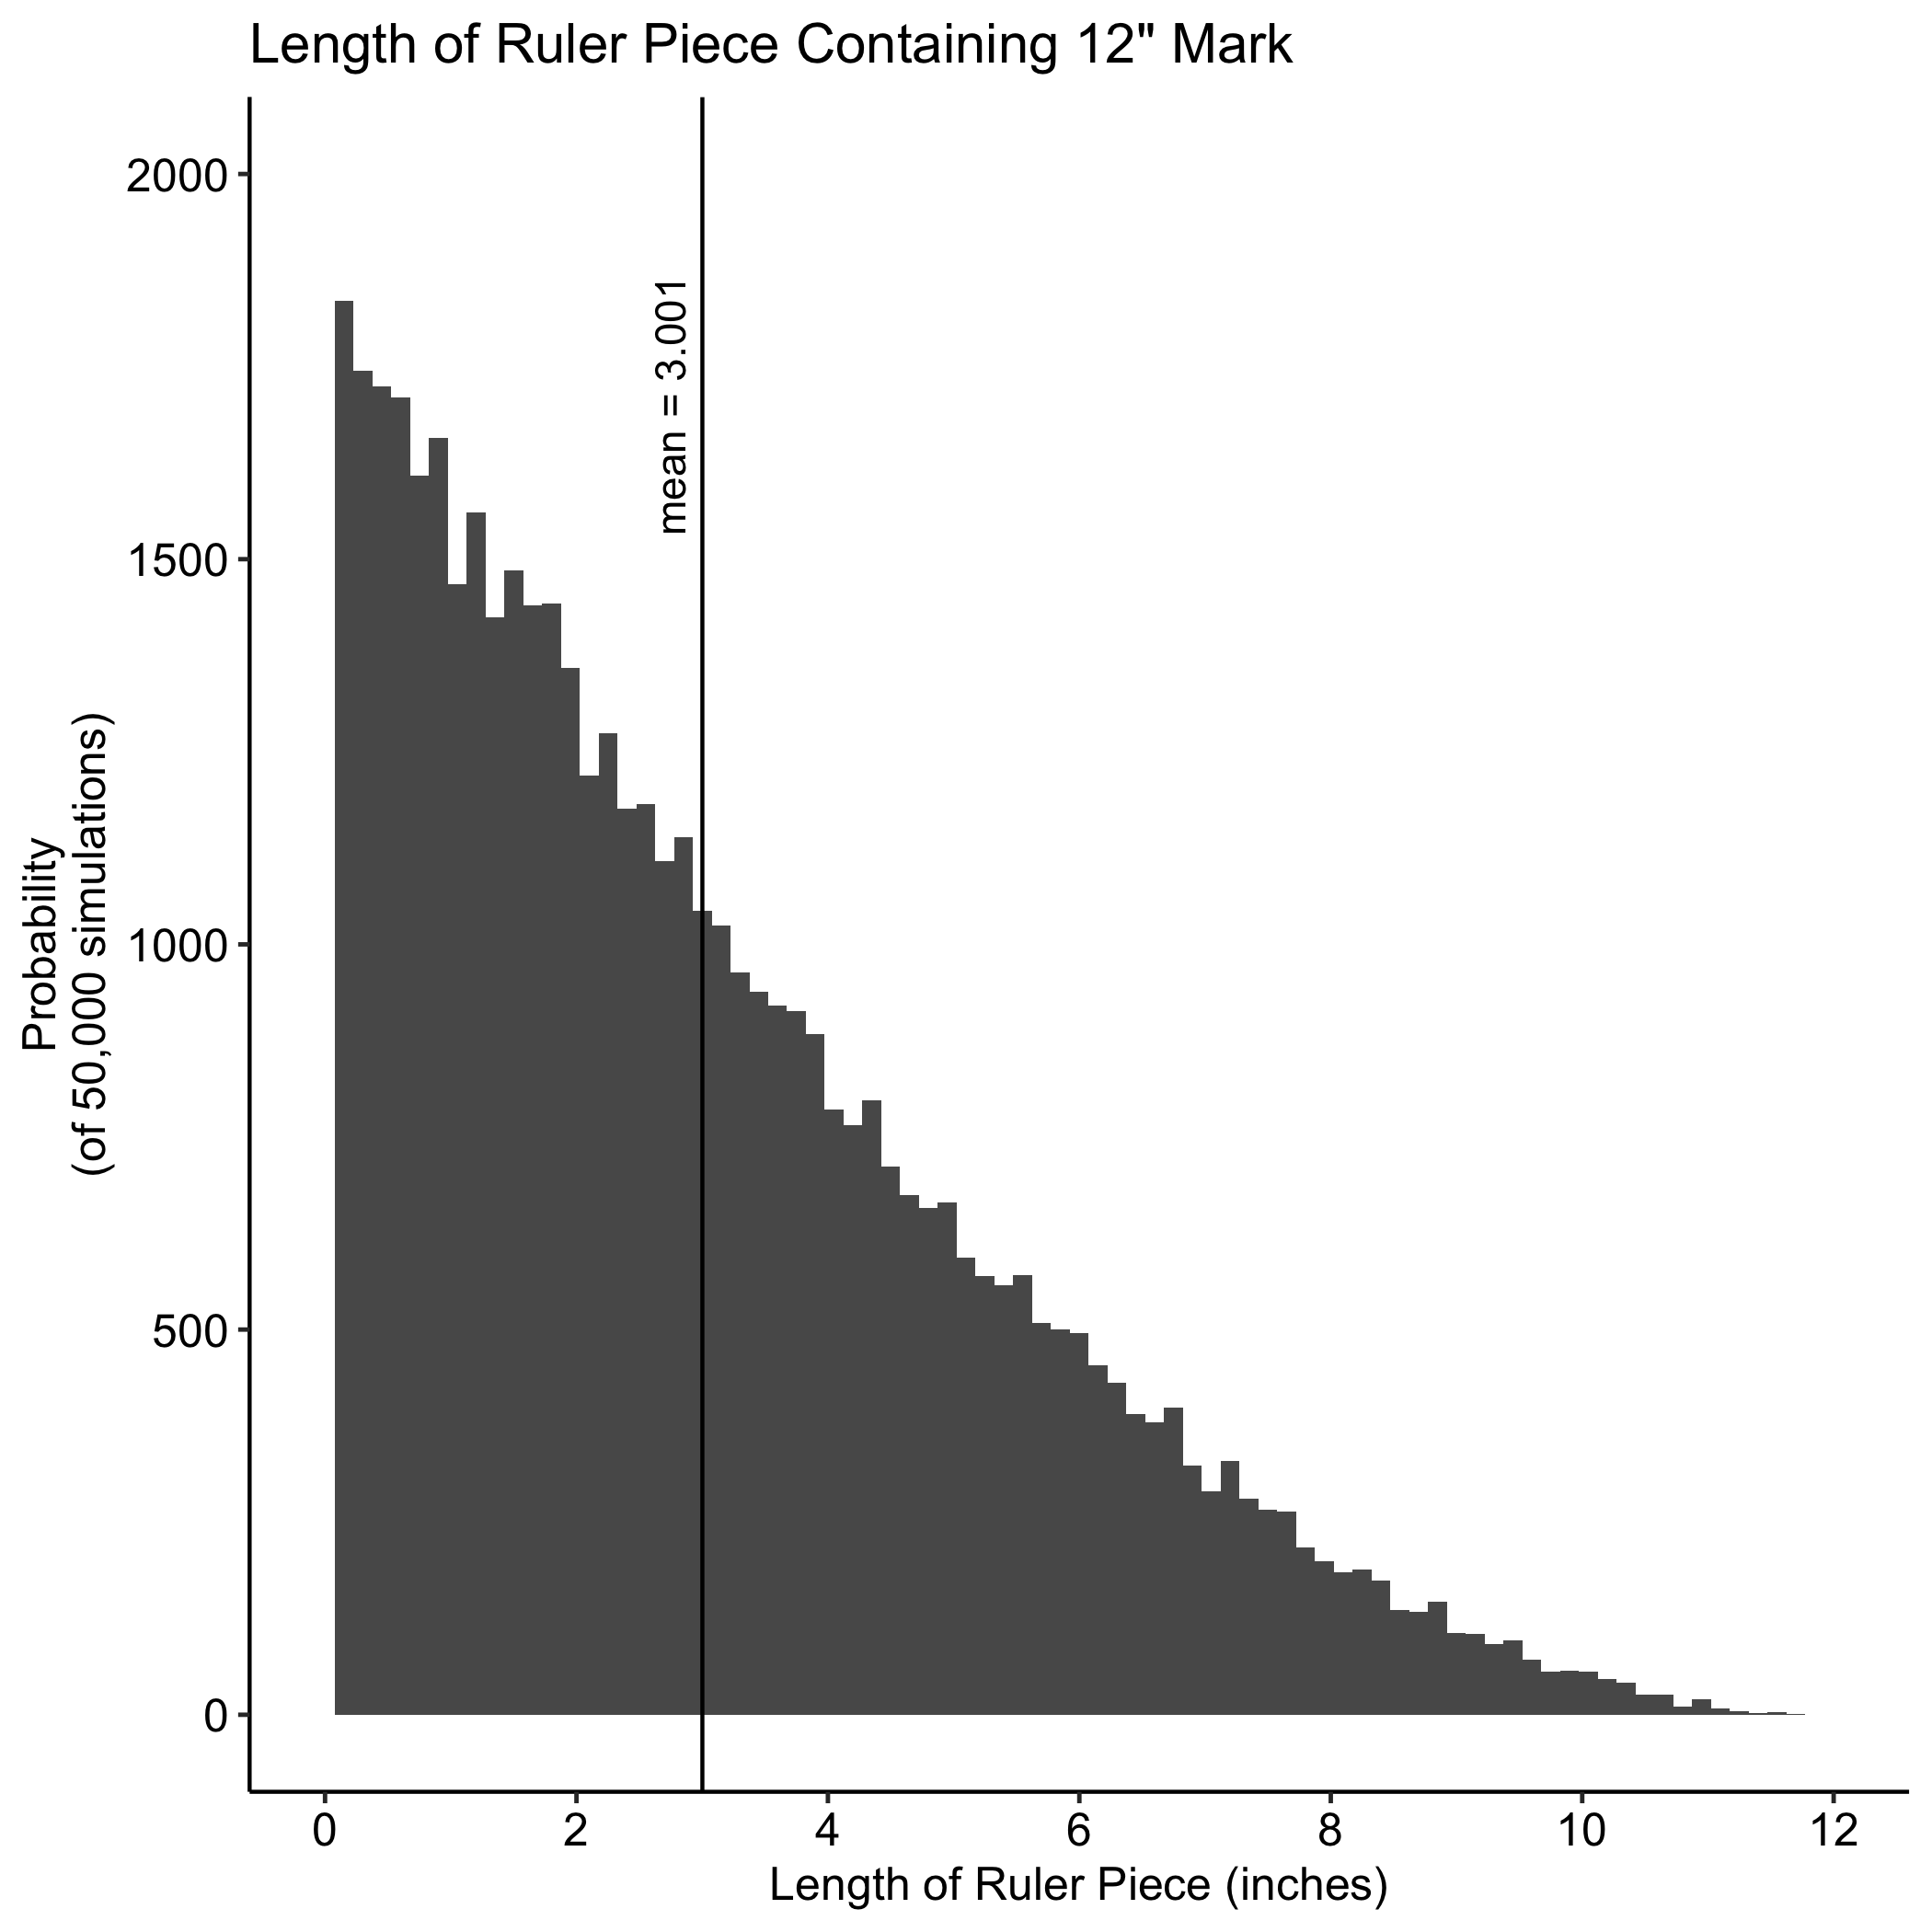 Length of Ruler Piece Containing 12" Mark
2000
1500
1000
500
0
Probability
(of 50,000 simulations)
mean = 3.001
0 2 4 6 8 10 12
Length of Ruler Piece (inches)